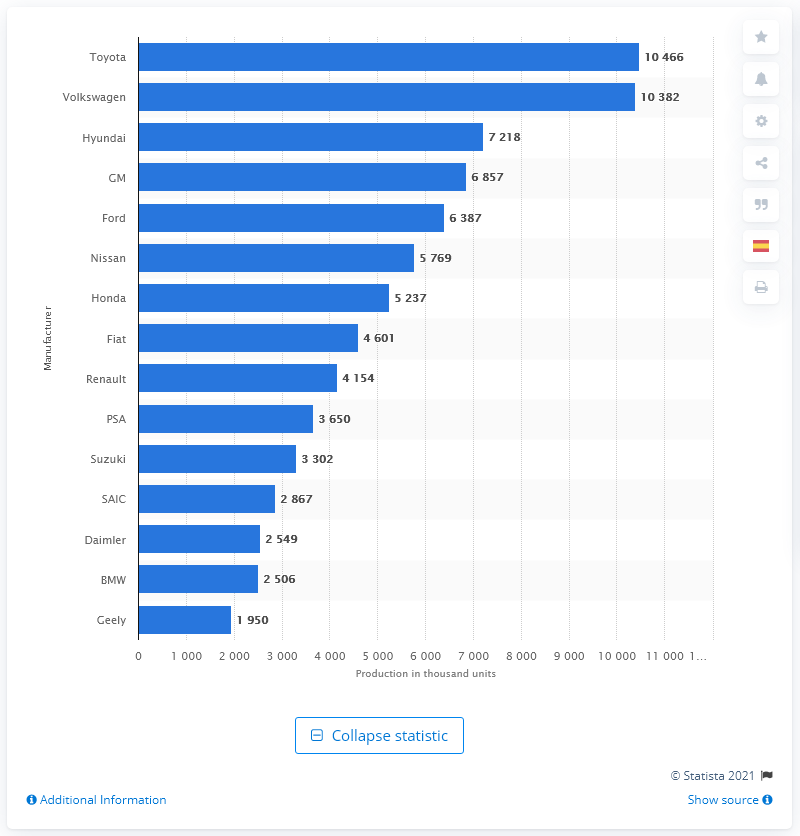 Toyota 10 466
Volkswagen 10 382
Hyundai 7 218
GM 6 857
Ford 6 387
Nissan 5 769
Honda 5 237
Fiat 4 601
Renault 4 154
PSA 3 650
Suzuki 3 302
SAIC 2 867
Daimler 2 549
BMW 2 506
Geely 1 950
Manufacturer
0 1 000 2 000 3 000 4 000 5 000 6 000 7 000 8 000 9 000 10 000 11 000 1...
Production in thousand units
Collapse statistic
© Statista 2021
Additional Information
Show source